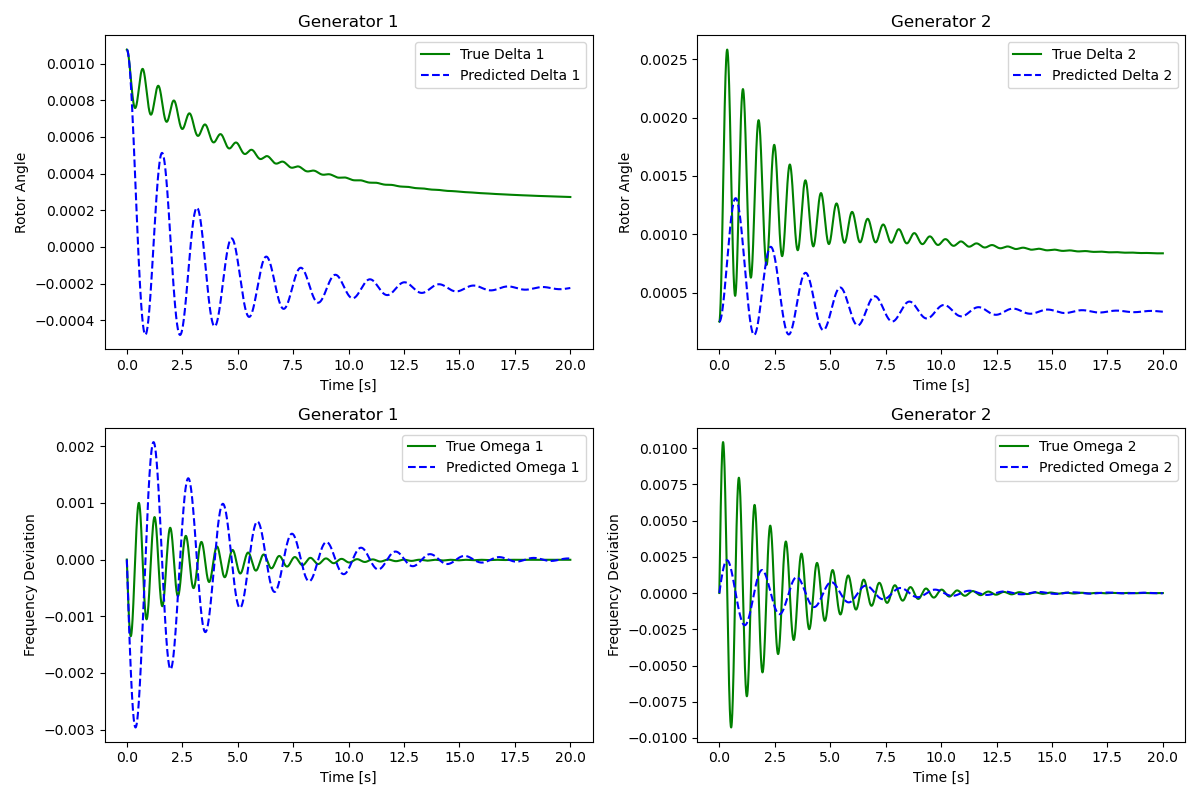 Generator 1
True Delta 1
Predicted Delta 1
Rotor Angle
0.0010
0.0008
0.0006
0.0004
0.0002
0.0000
−0.0002
−0.0004
0.0 2.5 5.0 7.5 10.0 12.5 15.0 17.5 20.0
Time [s]
Generator 2
True Delta 2
Predicted Delta 2
Rotor Angle
0.0025
0.0020
0.0015
0.0010
0.0005
0.0 2.5 5.0 7.5 10.0 12.5 15.0 17.5 20.0
Time [s]
Generator 1
True Omega 1
Predicted Omega 1
Frequency Deviation
0.002
0.001
0.000
−0.001
−0.002
−0.003
0.0 2.5 5.0 7.5 10.0 12.5 15.0 17.5 20.0
Time [s]
Generator 2
True Omega 2
Predicted Omega 2
Frequency Deviation
0.0100
0.0075
0.0050
0.0025
0.0000
−0.0025
−0.0050
−0.0075
−0.0100
0.0 2.5 5.0 7.5 10.0 12.5 15.0 17.5 20.0
Time [s]